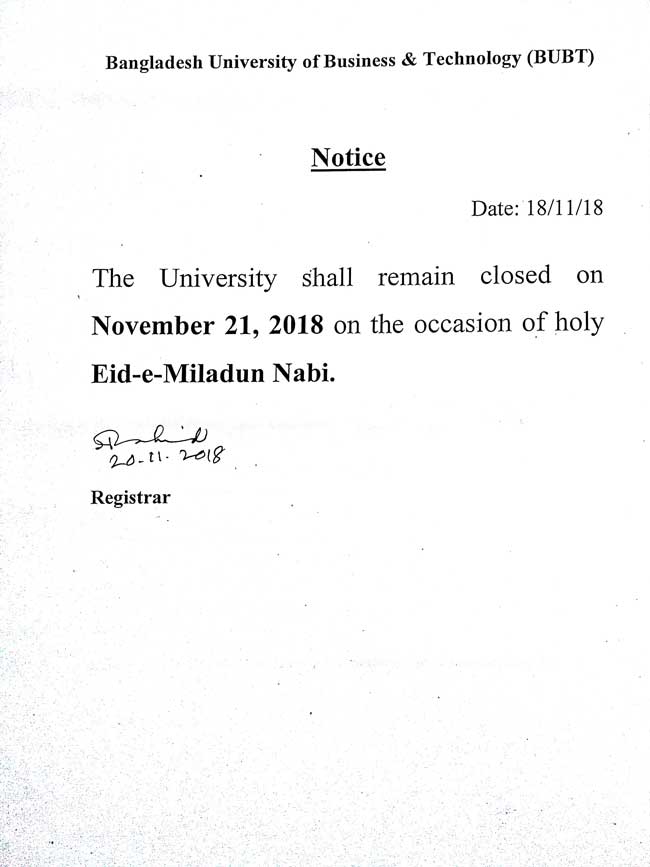 Bangladesh University of Business & Technology (BUBT)
Notice
Date: 18/11/18
The University shall remain closed on
November 21, 2018 on the occasion of holy
Eid-e-Miladun Nabi.
20-11-2018
Registrar